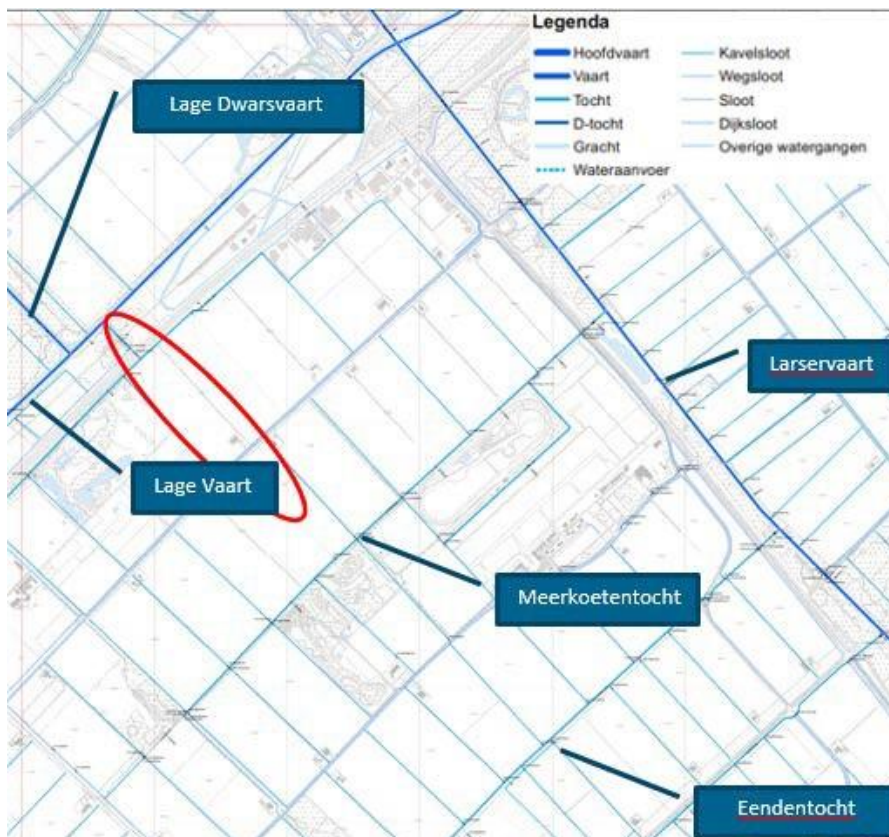 Legenda
Hoofdvaart
Vaart
Tocht
D-tocht
Gracht
Wateraanvoer
Kavelsloot
Wegsloot
Sloot
Dijksloot
Overige watergangen
Lage Dwarsvaart
Larservaart
Lage Vaart
Meerkoetentocht
Eendentocht